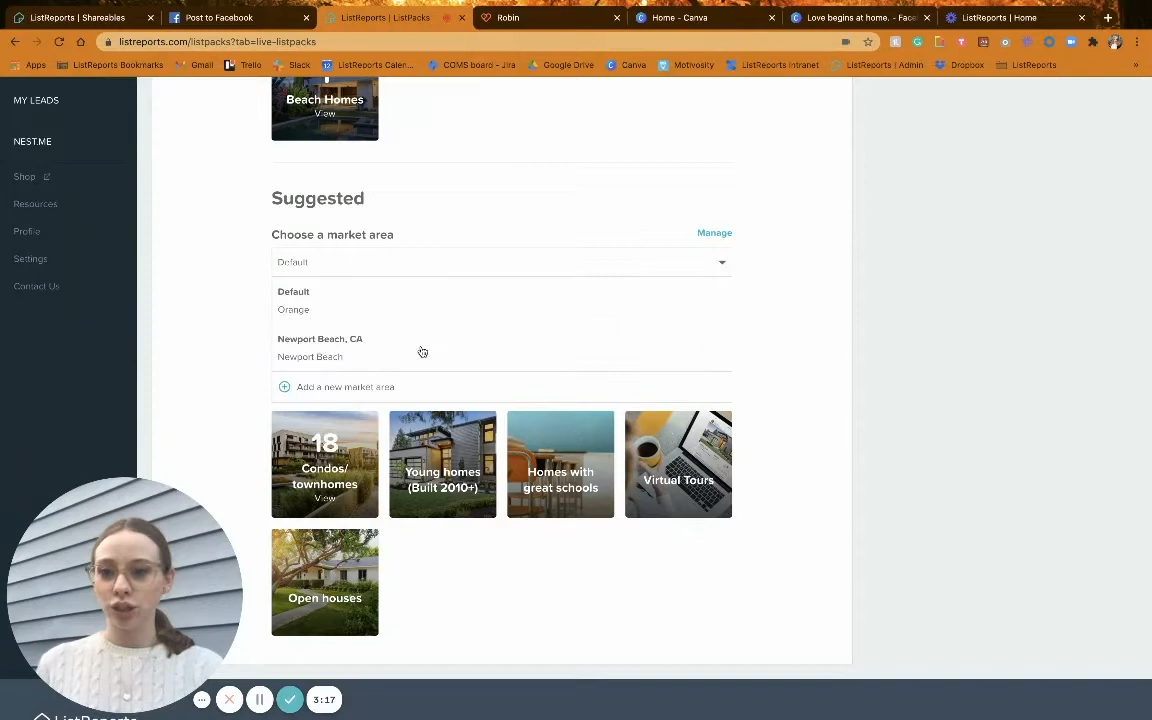 ListReports | Shareables
Post to Facebook
ListReports | ListPacks
Robin
Home - Canva
Love begins at home. - Face
ListReports | Home
listreports.com/listpacks?tab=live-listpacks
Apps
ListReports Bookmarks
Gmail
Trello
Slack
ListReports Calen...
COMS board - Jira
Google Drive
Canva
Motivosity
ListReports Intranet
ListReports | Admin
Dropbox
ListReports
»
MY LEADS
NEST.ME
Shop
Resources
Profile
Settings
Contact Us
Beach Homes
View
Suggested
Choose a market area
Manage
Default
Default
Orange
Newport Beach, CA
Newport Beach
Add a new market area
18
Condos/
townhomes
View
Young homes
(Built 2010+)
Homes with
great schools
Virtual Tours
Open houses
3:17
ListReports